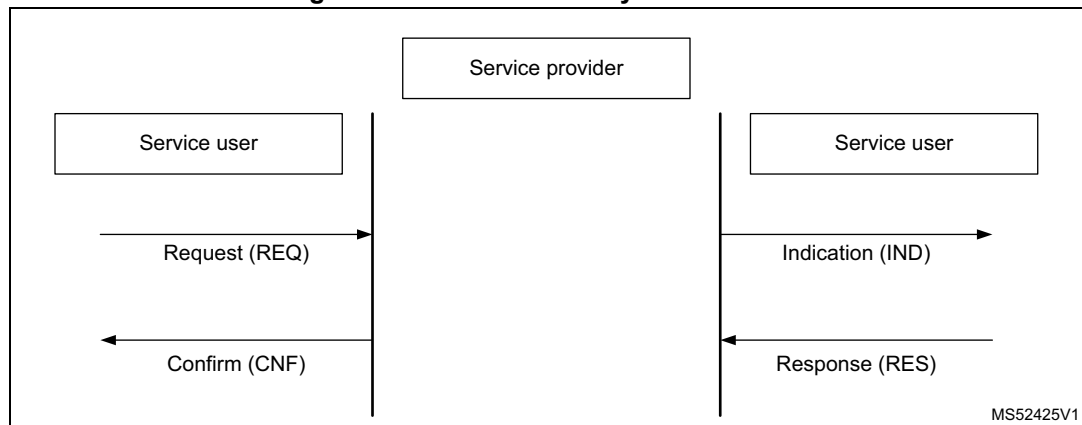 Service provider
Service user
Service user
Request (REQ)
Indication (IND)
Confirm (CNF)
Response (RES)
MS52425V1